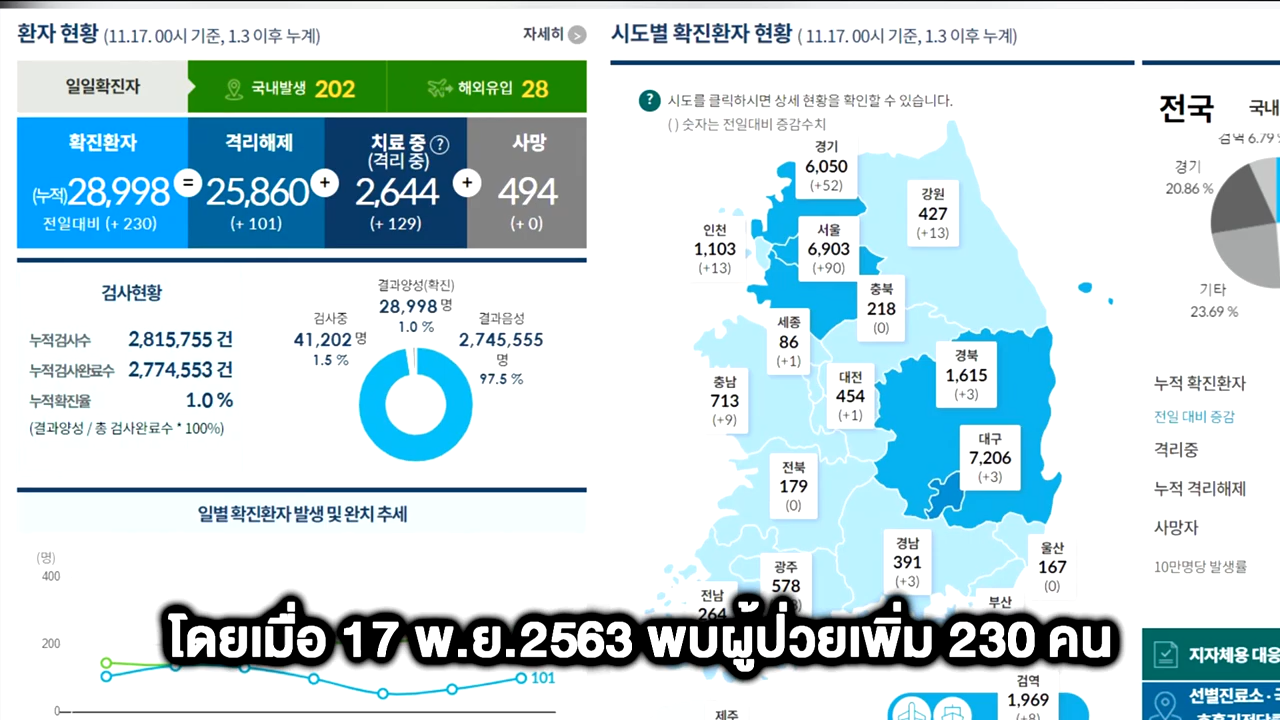 환자 현황 (11.17. 00시 기준, 1.3 이후 누계)
자세히 >
일일확진자
국내발생 202
해외유입 28
확진환자
(누적)28,998
전일대비 (+ 230)
=
격리해제
25,860
(+ 101)
+
치료 중 ?
(격리 중)
2,644
(+ 129)
+
사망
494
(+ 0)
검사현황
누적검사수 2,815,755 건
누적검사완료수 2,774,553 건
누적확진율 1.0 %
(결과양성 / 총 검사완료수 * 100%)
결과양성(확진)
28,998 명
1.0 %
검사중
41,202 명
1.5 %
결과음성
2,745,555
명
97.5 %
일별 확진환자 발생 및 완치 추세
(명)
400
200
0
101
시도별 확진환자 현황 ( 11.17. 00시 기준, 1.3 이후 누계)
? 시도를 클릭하시면 상세 현황을 확인할 수 있습니다.
( ) 숫자는 전일대비 증감수치
경기
6,050
(+52)
강원
427
(+13)
인천
1,103
(+13)
서울
6,903
(+90)
충북
218
(0)
세종
86
(+1)
경북
1,615
(+3)
대전
454
(+1)
충남
713
(+9)
대구
7,206
(+3)
전북
179
(0)
경남
391
(+3)
울산
167
(0)
광주
578
전남
264
부산
검역
1,969
(+8)
제주
전국
국내
검역 6.79 %
경기
20.86 %
기타
23.69 %
누적 확진환자
전일 대비 증감
격리중
누적 격리해제
사망자
10만명당 발생률
지자체용 대응
선별진료소·
โดยเมื่อ 17 พ.ย.2563 พบผู้ป่วยเพิ่ม 230 คน